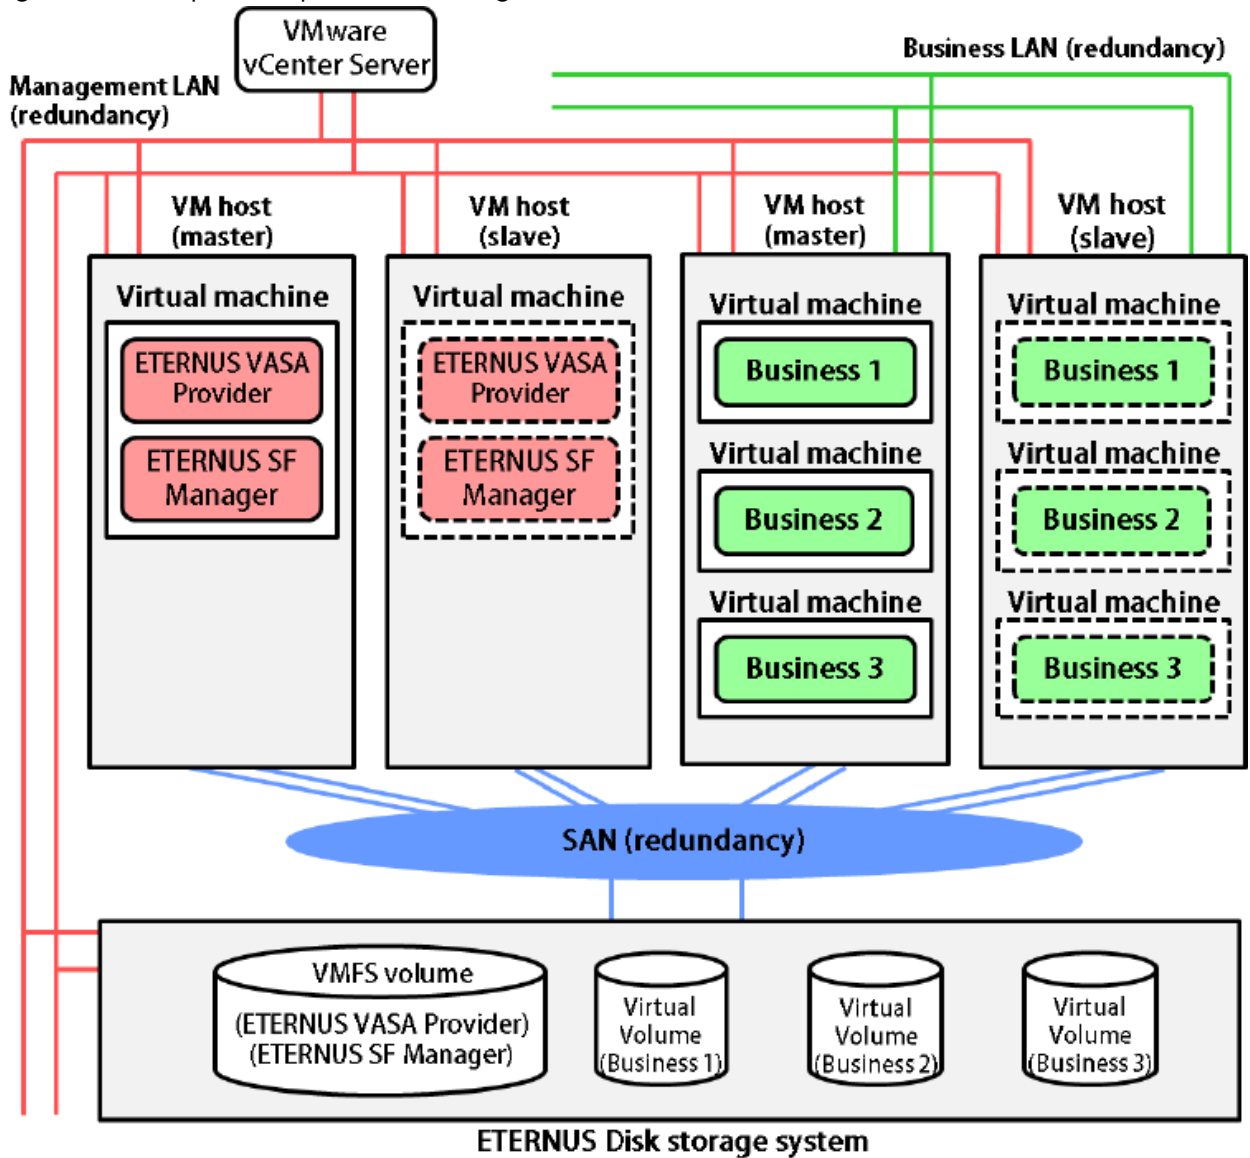 VMware
vCenter Server
Business LAN (redundancy)
Management LAN
(redundancy)
VM host
(master)
VM host
(slave)
VM host
(master)
VM host
(slave)
Virtual machine
ETERNUS VASA
Provider
ETERNUS SF
Manager
Virtual machine
ETERNUS VASA
Provider
ETERNUS SF
Manager
Virtual machine
Business 1
Virtual machine
Business 2
Virtual machine
Business 3
Virtual machine
Business 1
Virtual machine
Business 2
Virtual machine
Business 3
SAN (redundancy)
VMFS volume
(ETERNUS VASA Provider)
(ETERNUS SF Manager)
Virtual
Volume
(Business 1)
Virtual
Volume
(Business 2)
Virtual
Volume
(Business 3)
ETERNUS Disk storage system